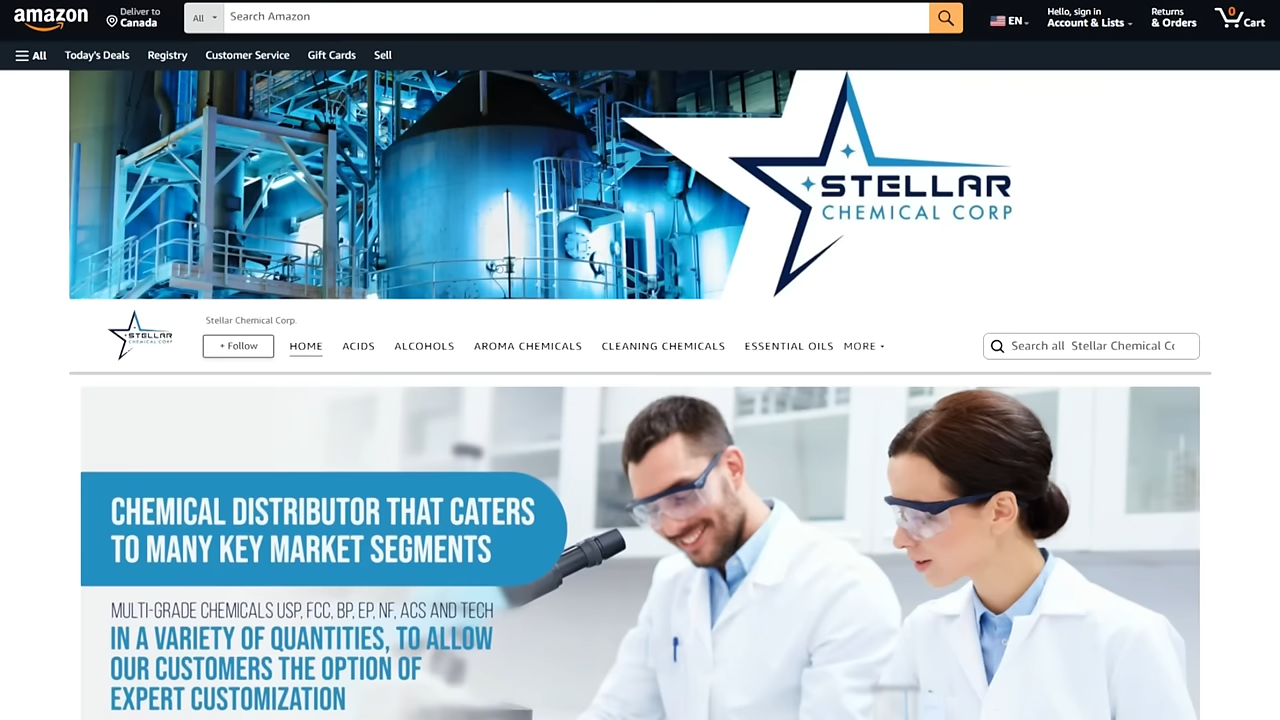 amazon
Deliver to
Canada
All
Search Amazon
EN
Hello, sign in
Account & Lists
Returns
& Orders
0
Cart
All
Today's Deals
Registry
Customer Service
Gift Cards
Sell
STELLAR
CHEMICAL CORP
STELLAR
CHEMICAL CORP
Stellar Chemical Corp.
+ Follow
HOME
ACIDS
ALCOHOLS
AROMA CHEMICALS
CLEANING CHEMICALS
ESSENTIAL OILS
MORE
Search all Stellar Chemical Cc
CHEMICAL DISTRIBUTOR THAT CATERS
TO MANY KEY MARKET SEGMENTS
MULTI-GRADE CHEMICALS USP, FCC, BP, EP, NF, ACS AND TECH
IN A VARIETY OF QUANTITIES, TO ALLOW
OUR CUSTOMERS THE OPTION OF
EXPERT CUSTOMIZATION